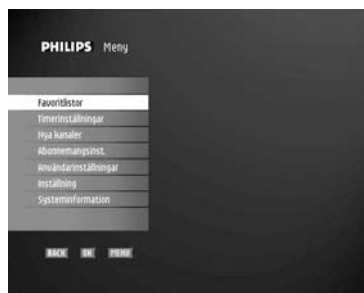 PHILIPS Meny
Favoritlistor
Timerinställningar
Nya kanaler
Abonnemangsinst.
Användarinställningar
Inställning
Systeminformation
BACK OK MENU